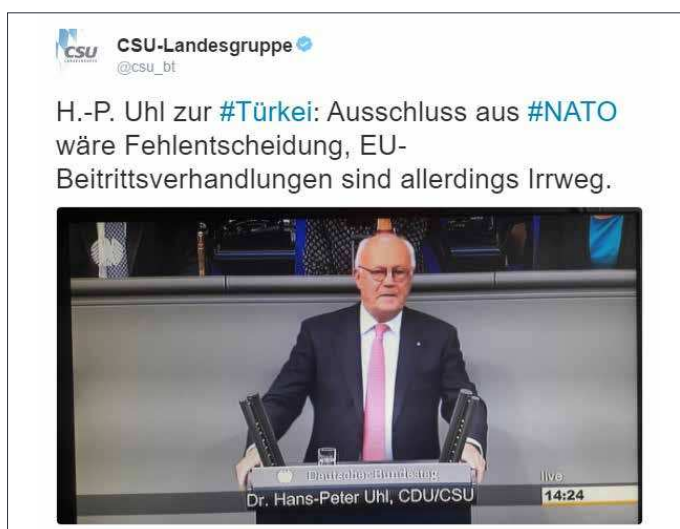 CSU
CSU-Landesgruppe
@csu_bt
H.-P. Uhl zur #Türkei: Ausschluss aus #NATO
wäre Fehlentscheidung, EU-
Beitrittsverhandlungen sind allerdings Irrweg.
Deutscher Bundestag
live
Dr. Hans-Peter Uhl, CDU/CSU
14:24